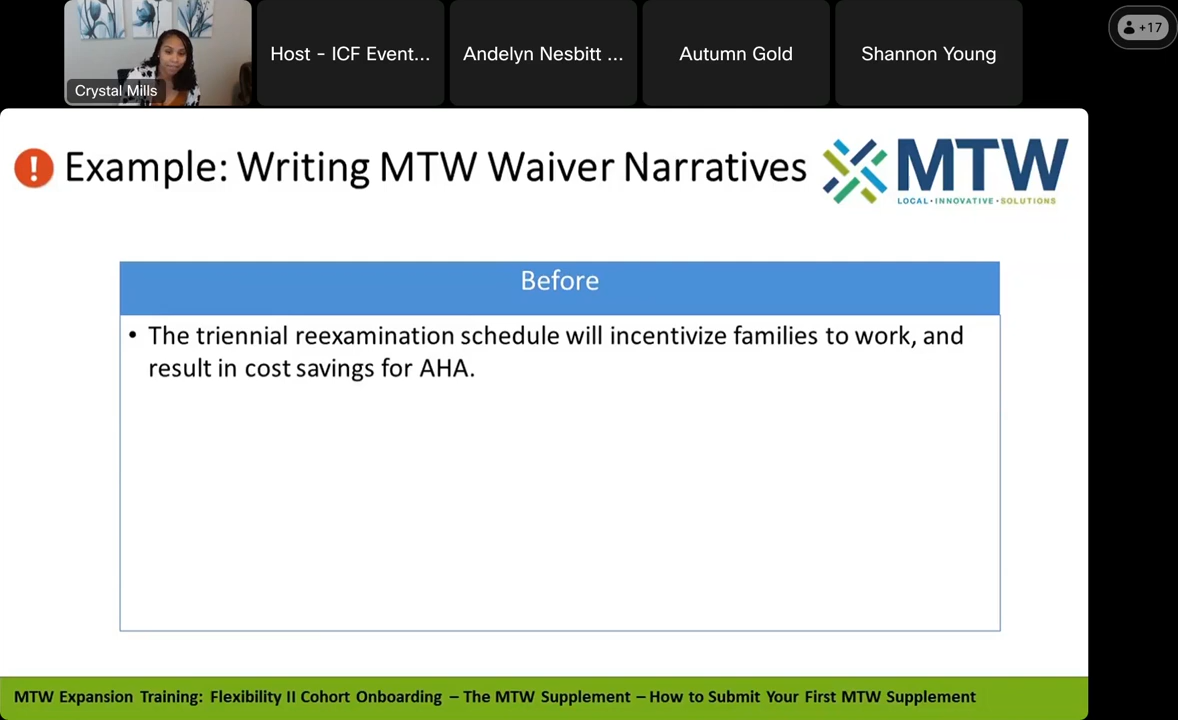 Crystal Mills
Host - ICF Event...
Andelyn Nesbitt ...
Autumn Gold
Shannon Young
+17
! Example: Writing MTW Waiver Narratives
MTW
LOCAL • INNOVATIVE • SOLUTIONS
Before
• The triennial reexamination schedule will incentivize families to work, and
result in cost savings for AHA.
MTW Expansion Training: Flexibility II Cohort Onboarding – The MTW Supplement – How to Submit Your First MTW Supplement